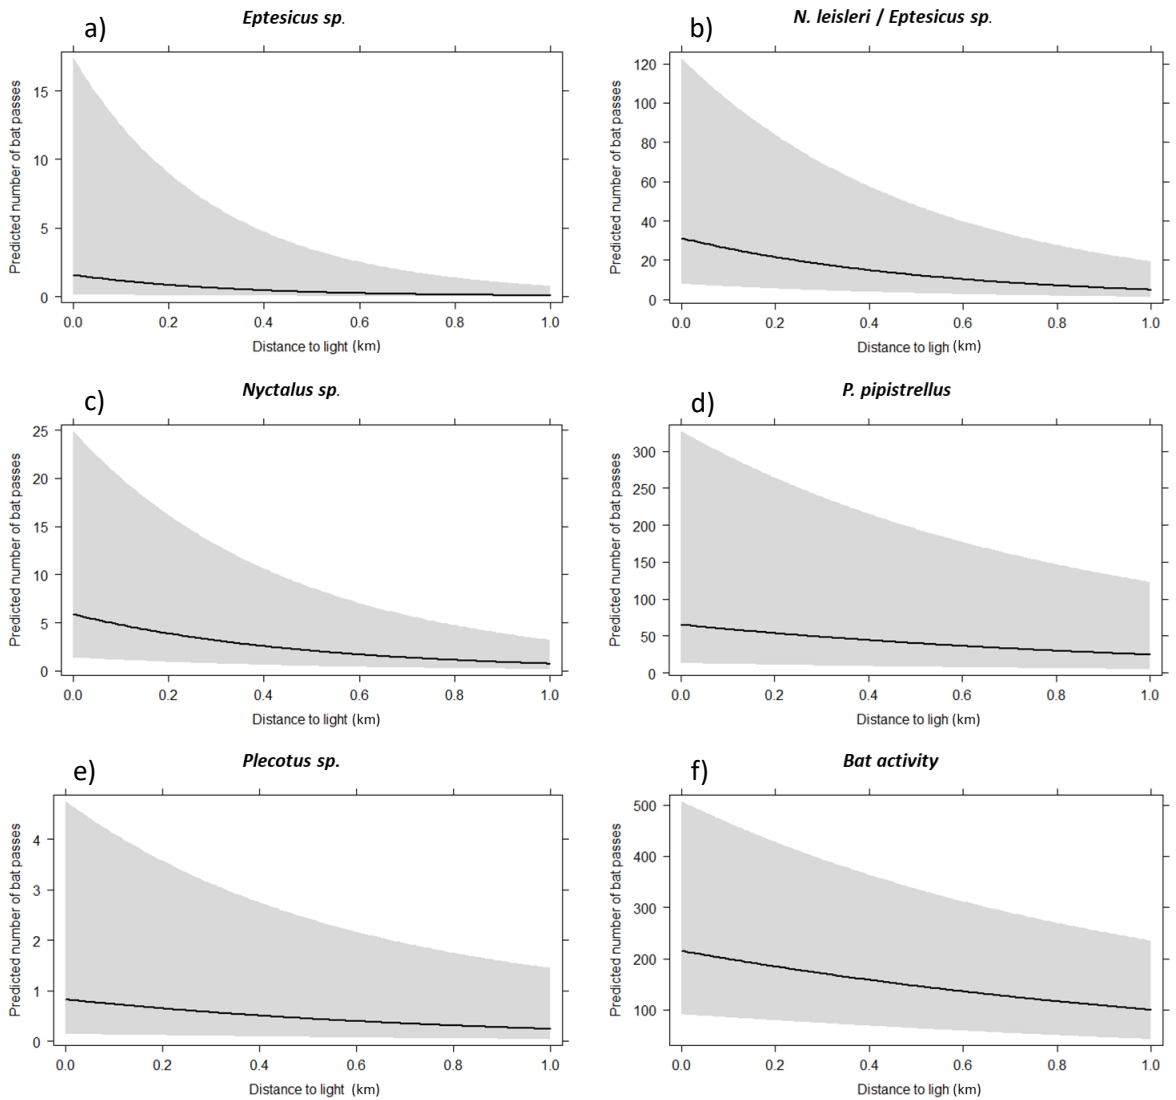 a) Eptesicus sp.
Predicted number of bat passes
15
10
5
0
0.0 0.2 0.4 0.6 0.8 1.0
Distance to light (km)
b) N. leisleri / Eptesicus sp.
Predicted number of bat passes
120
100
80
60
40
20
0
0.0 0.2 0.4 0.6 0.8 1.0
Distance to ligh (km)
c) Nyctalus sp.
Predicted number of bat passes
25
20
15
10
5
0
0.0 0.2 0.4 0.6 0.8 1.0
Distance to light (km)
d) P. pipistrellus
Predicted number of bat passes
300
250
200
150
100
50
0
0.0 0.2 0.4 0.6 0.8 1.0
Distance to light (km)
e) Plecotus sp.
Predicted number of bat passes
4
3
2
1
0
0.0 0.2 0.4 0.6 0.8 1.0
Distance to light (km)
f) Bat activity
Predicted number of bat passes
500
400
300
200
100
0.0 0.2 0.4 0.6 0.8 1.0
Distance to light (km)